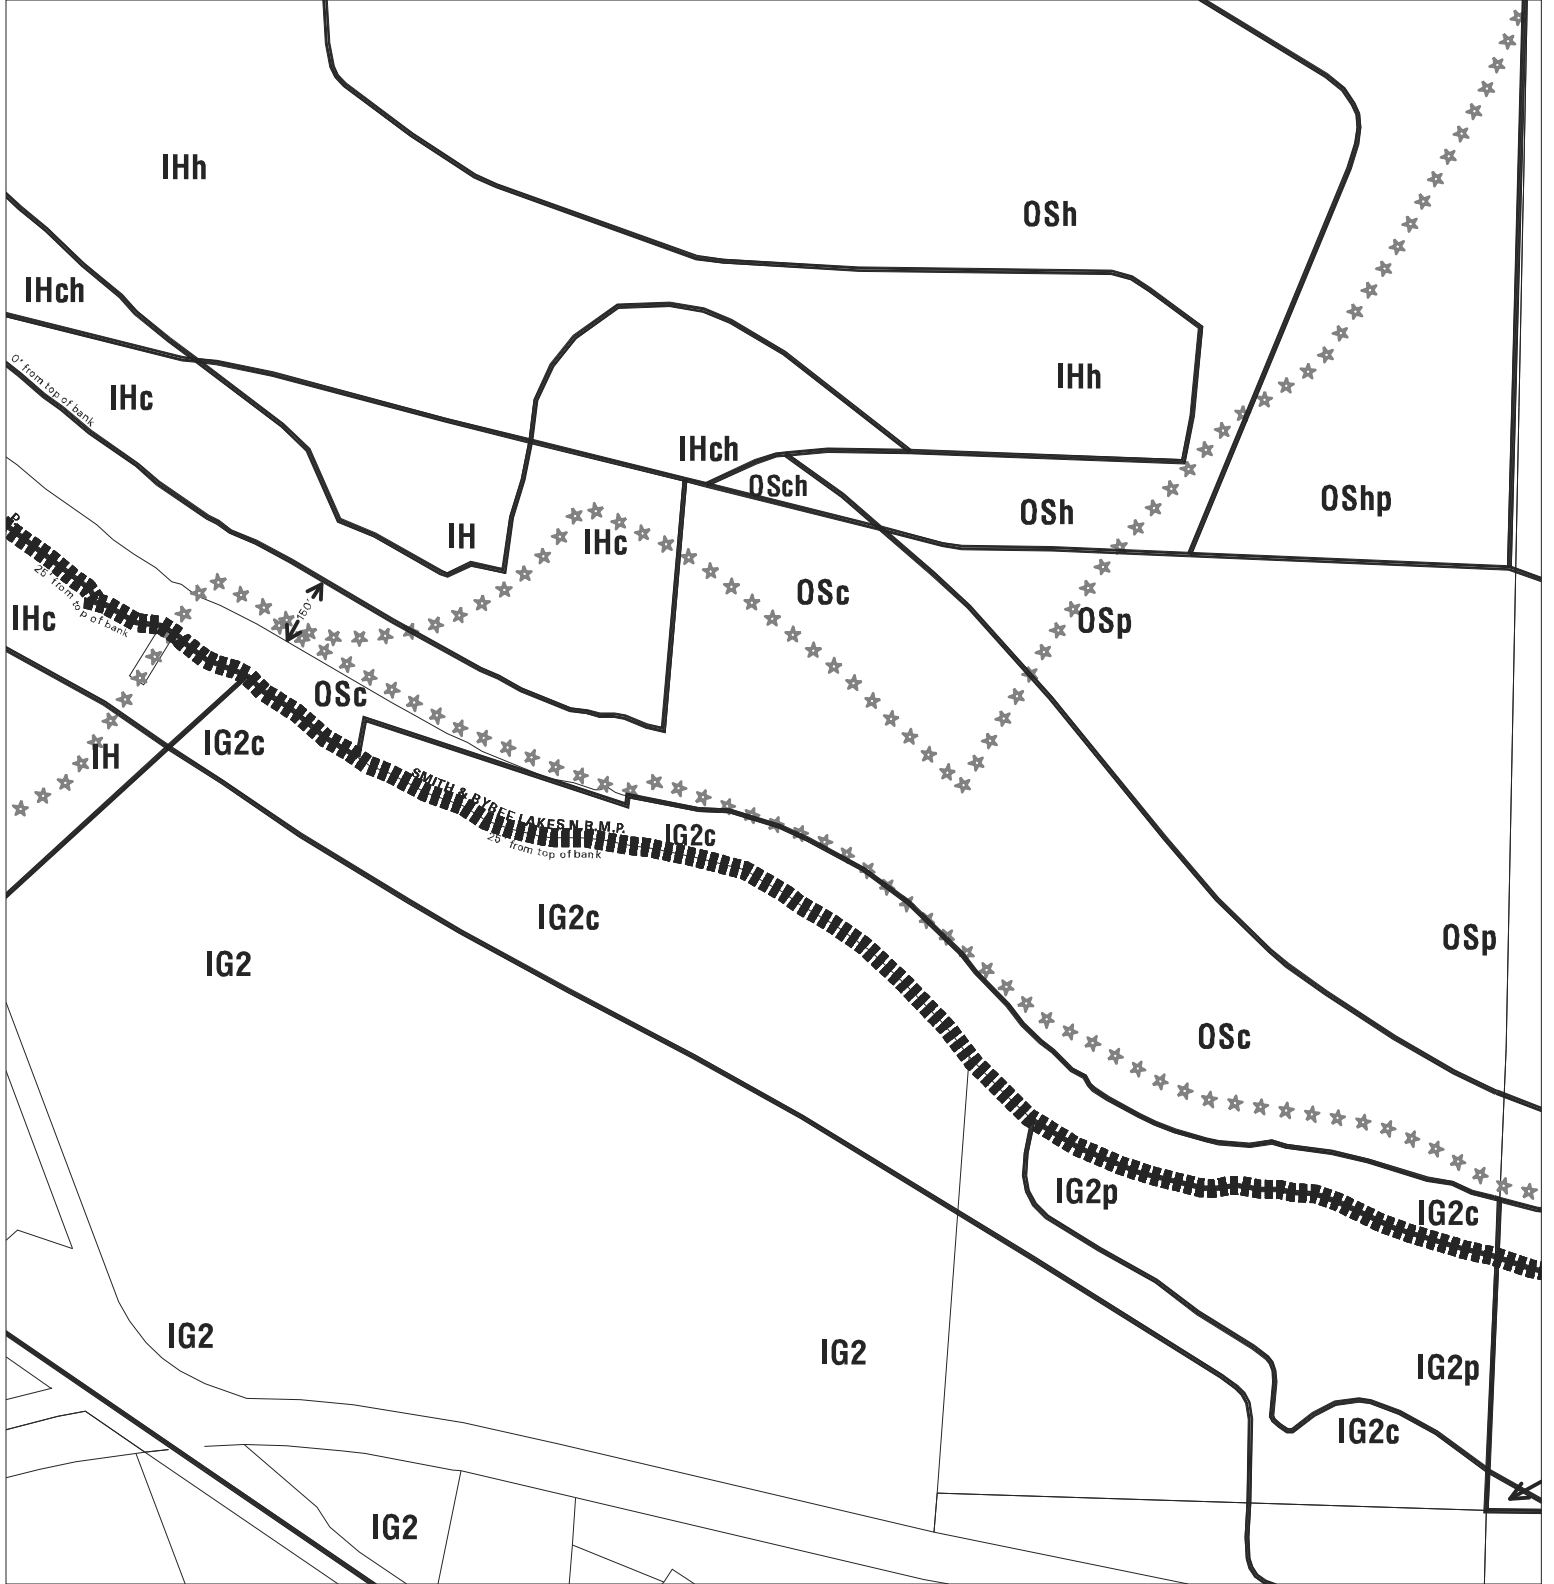 IHh
OSh
IHch
IHh
0' from top of bank
IHc
IHch
OSch
OShp
OSh
P.
IH
IHc
25' from top of bank
OSc
150'
IHc
OSp
OSc
IG2c
IH
SMITH & BYBEE LAKES N.R.M.P.
25' from top of bank
IG2c
IG2c
OSp
IG2
OSc
IG2p
IG2c
IG2
IG2
IG2p
IG2c
IG2